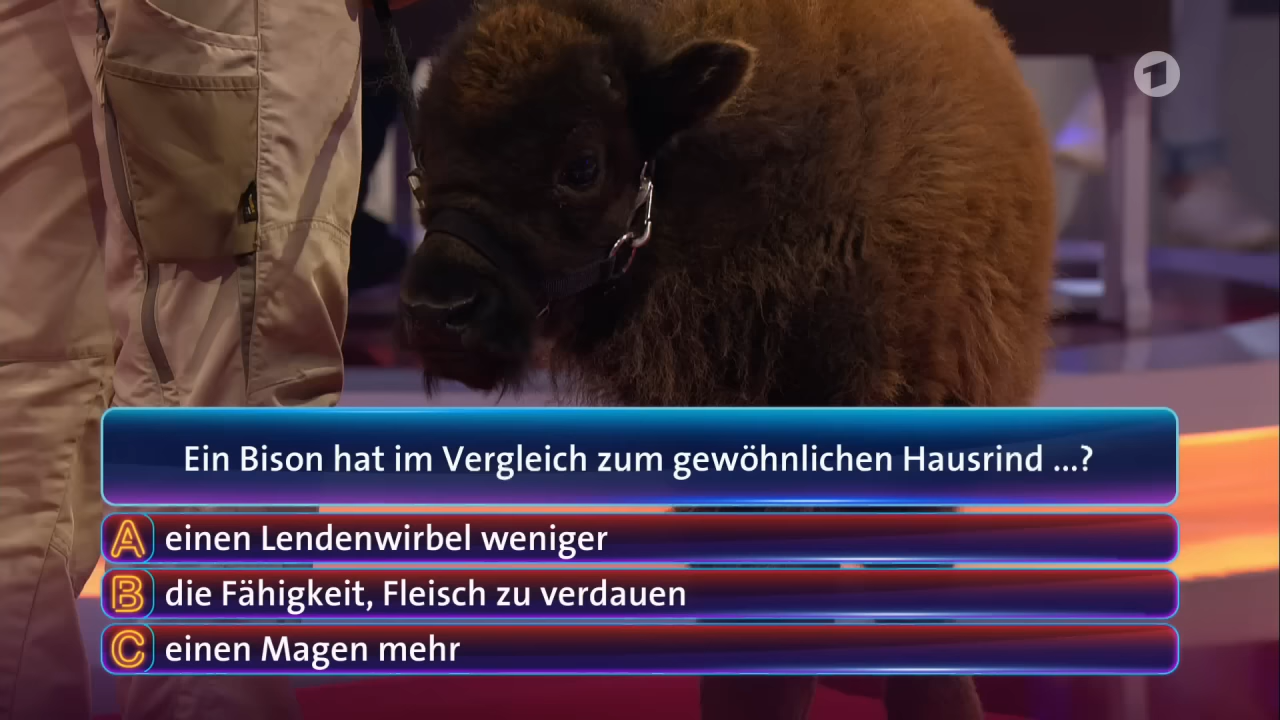 1
Ein Bison hat im Vergleich zum gewöhnlichen Hausrind ...?
A einen Lendenwirbel weniger
B die Fähigkeit, Fleisch zu verdauen
C einen Magen mehr